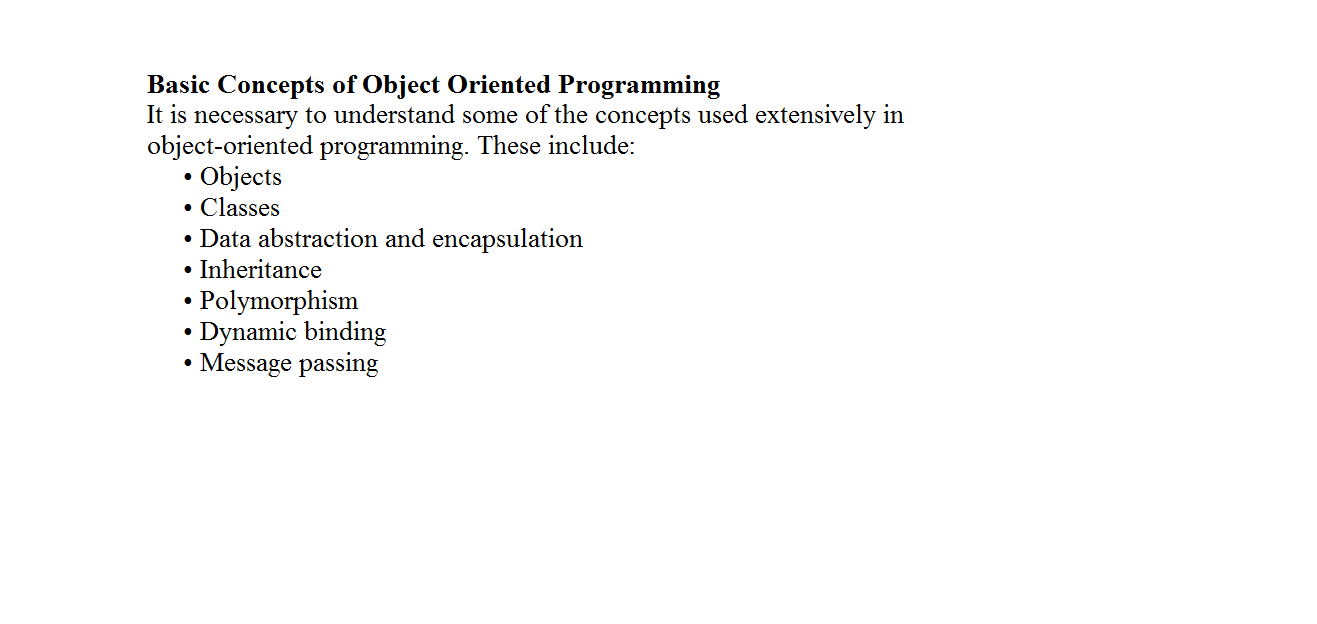 Basic Concepts of Object Oriented Programming
It is necessary to understand some of the concepts used extensively in
object-oriented programming. These include:
• Objects
• Classes
• Data abstraction and encapsulation
• Inheritance
• Polymorphism
• Dynamic binding
• Message passing